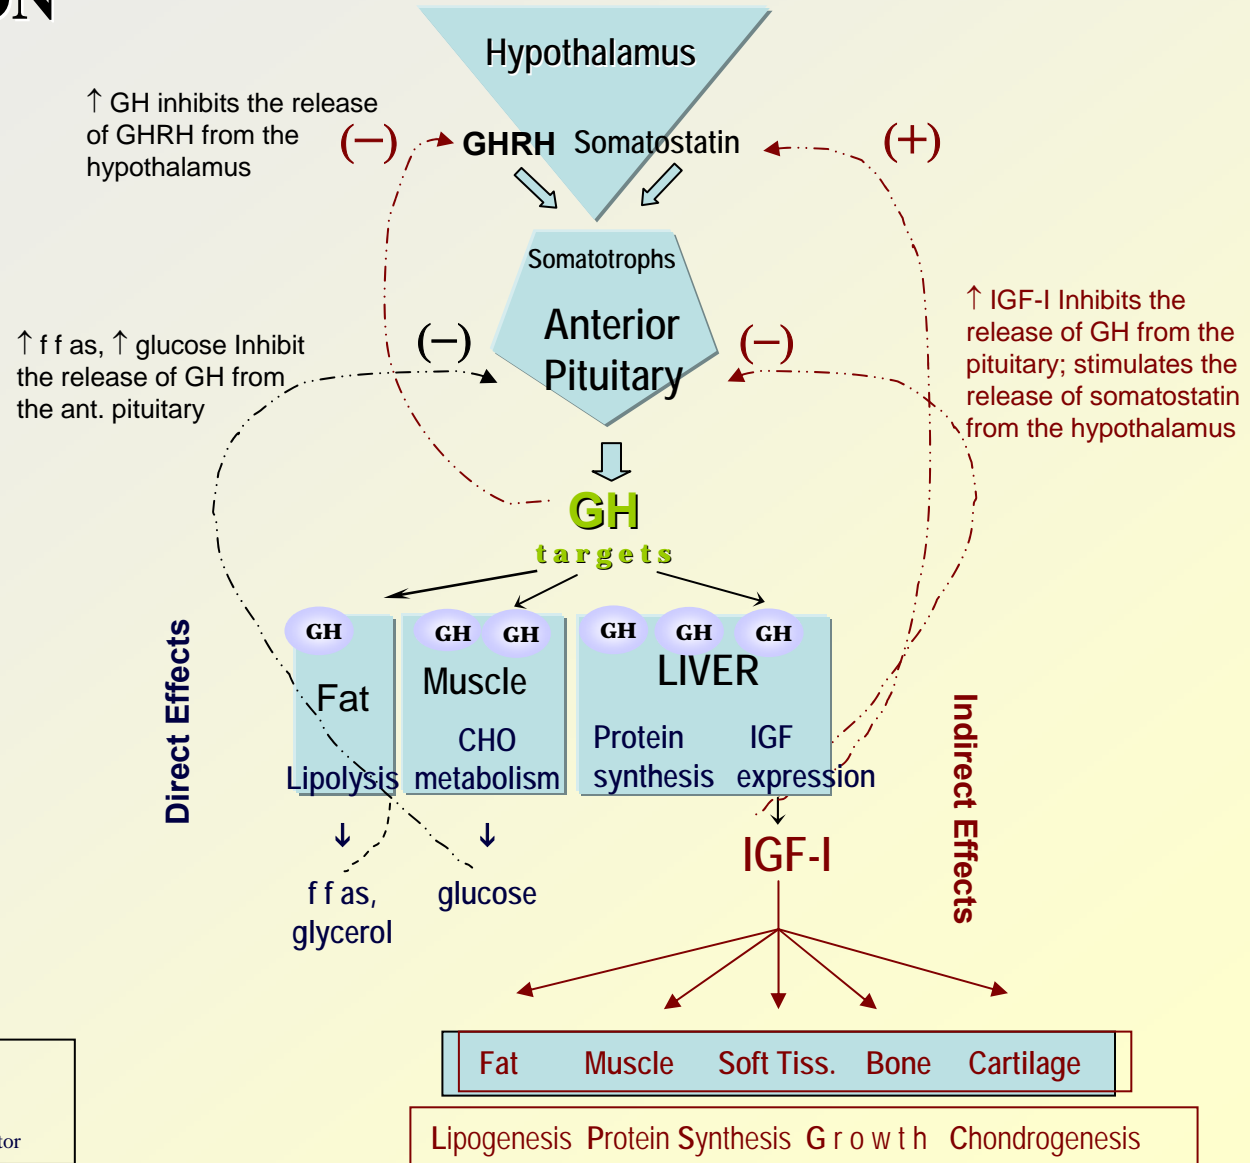 ON
Hypothalamus
↑ GH inhibits the release
of GHRH from the
hypothalamus
(−)
GHRH Somatostatin
(+)
Somatotrophs
Anterior
Pituitary
(−)
(−)
↑ f f as, ↑ glucose Inhibit
the release of GH from
the ant. pituitary
↑ IGF-I Inhibits the
release of GH from the
pituitary; stimulates the
release of somatostatin
from the hypothalamus
GH
targets
Direct Effects
GH
Fat
Lipolysis
GH GH
Muscle
CHO
metabolism
GH GH GH
LIVER
Protein
synthesis
IGF
expression
Indirect Effects
↓
f f as,
glycerol
↓
glucose
IGF-I
Fat Muscle Soft Tiss. Bone Cartilage
Lipogenesis Protein Synthesis G r o w t h Chondrogenesis
tor